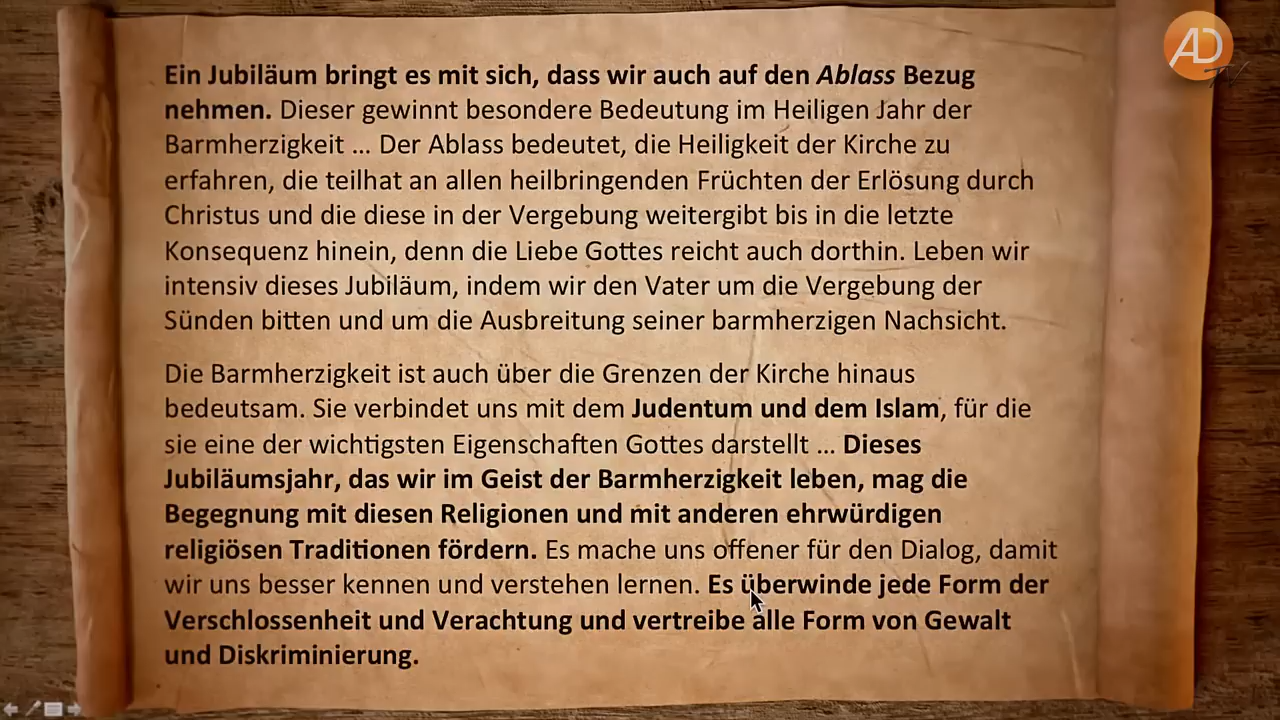 AD
TV
Ein Jubiläum bringt es mit sich, dass wir auch auf den Ablass Bezug
nehmen. Dieser gewinnt besondere Bedeutung im Heiligen Jahr der
Barmherzigkeit ... Der Ablass bedeutet, die Heiligkeit der Kirche zu
erfahren, die teilhat an allen heilbringenden Früchten der Erlösung durch
Christus und die diese in der Vergebung weitergibt bis in die letzte
Konsequenz hinein, denn die Liebe Gottes reicht auch dorthin. Leben wir
intensiv dieses Jubiläum, indem wir den Vater um die Vergebung der
Sünden bitten und um die Ausbreitung seiner barmherzigen Nachsicht.
Die Barmherzigkeit ist auch über die Grenzen der Kirche hinaus
bedeutsam. Sie verbindet uns mit dem Judentum und dem Islam, für die
sie eine der wichtigsten Eigenschaften Gottes darstellt ... Dieses
Jubiläumsjahr, das wir im Geist der Barmherzigkeit leben, mag die
Begegnung mit diesen Religionen und mit anderen ehrwürdigen
religiösen Traditionen fördern. Es mache uns offener für den Dialog, damit
wir uns besser kennen und verstehen lernen. Es überwinde jede Form der
Verschlossenheit und Verachtung und vertreibe alle Form von Gewalt
und Diskriminierung.